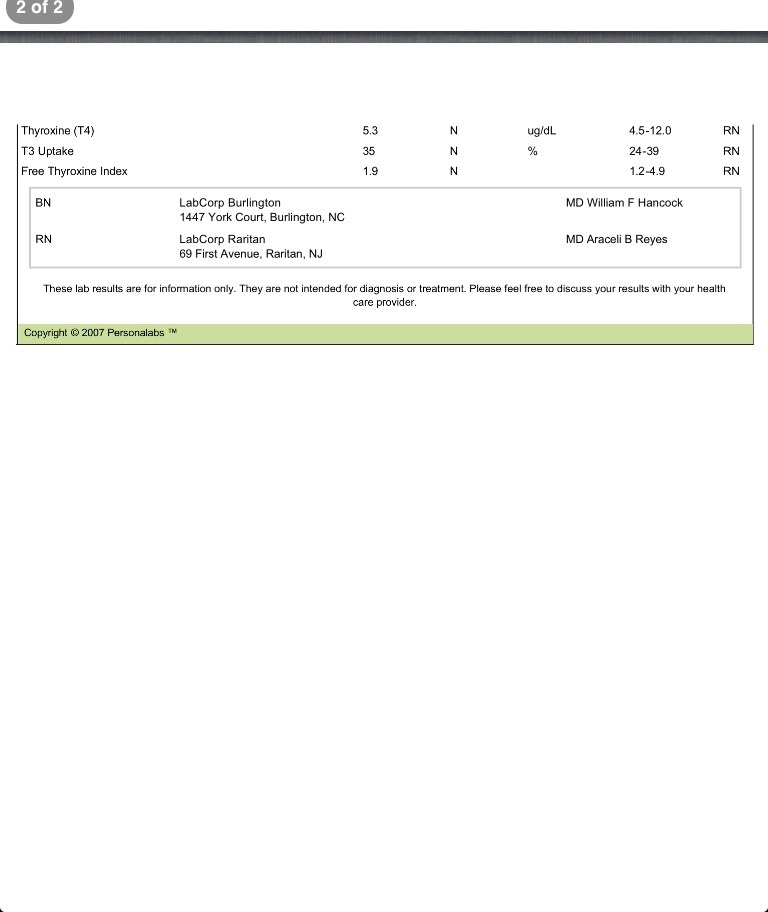 2 of 2
Thyroxine (T4) 5.3 N ug/dL 4.5-12.0 RN
T3 Uptake 35 N % 24-39 RN
Free Thyroxine Index 1.9 N 1.2-4.9 RN
BN LabCorp Burlington MD William F Hancock
1447 York Court, Burlington, NC
RN LabCorp Raritan MD Araceli B Reyes
69 First Avenue, Raritan, NJ
These lab results are for information only. They are not intended for diagnosis or treatment. Please feel free to discuss your results with your health
care provider.
Copyright © 2007 Personalabs ™